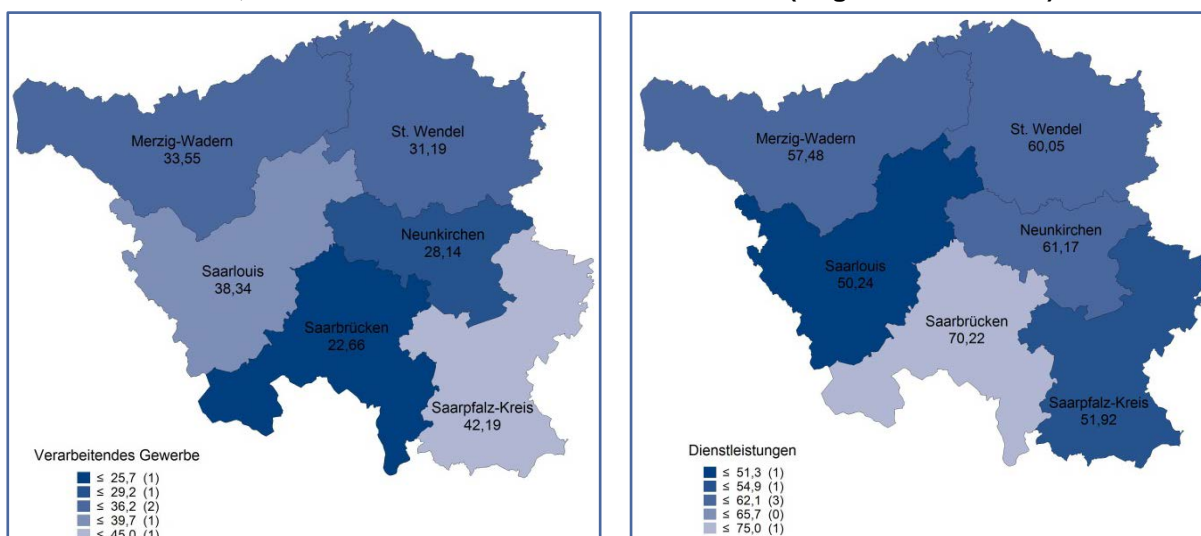 Merzig-Wadern
33,55
St. Wendel
31,19
Neunkirchen
28,14
Saarlouis
38,34
Saarbrücken
22,66
Saarpfalz-Kreis
42,19
Verarbeitendes Gewerbe
≤ 25,7 (1)
≤ 29,2 (1)
≤ 36,2 (2)
≤ 39,7 (1)
≤ 45,0 (1)
Merzig-Wadern
57,48
St. Wendel
60,05
Neunkirchen
61,17
Saarlouis
50,24
Saarbrücken
70,22
Saarpfalz-Kreis
51,92
Dienstleistungen
≤ 51,3 (1)
≤ 54,9 (1)
≤ 62,1 (3)
≤ 65,7 (0)
≤ 75,0 (1)